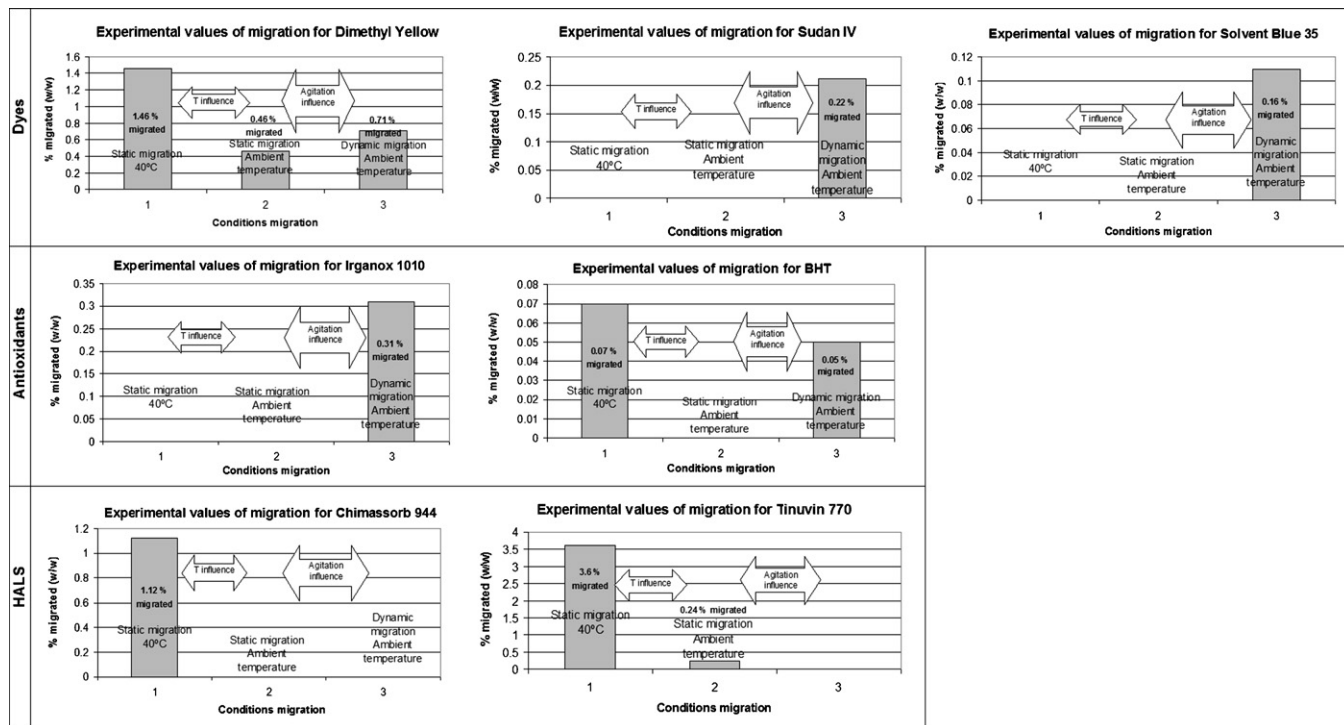 Dyes
Experimental values of migration for Dimethyl Yellow
% migrated (w/w)
1.6
1.4
1.2
1
0.8
0.6
0.4
0.2
0
T influence
Agitation
influence
1.46 %
migrated
Static migration
40ºC
0.46 %
migrated
Static migration
Ambient
temperature
0.71 %
migrated
Dynamic migration
Ambient
temperature
1
2
3
Conditions migration
Experimental values of migration for Sudan IV
% migrated (w/w)
0.25
0.2
0.15
0.1
0.05
0
T influence
Agitation
influence
Static migration
40ºC
Static migration
Ambient
temperature
0.22 %
migrated
Dynamic
migration
Ambient
temperature
1
2
3
Conditions migration
Experimental values of migration for Solvent Blue 35
% migrated (w/w)
0.12
0.1
0.08
0.06
0.04
0.02
0
T influence
Agitation
influence
Static migration
40ºC
Static migration
Ambient
temperature
0.16 %
migrated
Dynamic
migration
Ambient
temperature
1
2
3
Conditions migration
Antioxidants
Experimental values of migration for Irganox 1010
% migrated (w/w)
0.35
0.3
0.25
0.2
0.15
0.1
0.05
0
T influence
Agitation
influence
Static migration
40ºC
Static migration
Ambient
temperature
0.31 %
migrated
Dynamic
migration
Ambient
temperature
1
2
3
Conditions migration
Experimental values of migration for BHT
% migrated (w/w)
0.08
0.07
0.06
0.05
0.04
0.03
0.02
0.01
0
T influence
Agitation
influence
0.07 %
migrated
Static migration
40ºC
Static migration
Ambient
temperature
0.05 %
migrated
Dynamic migration
Ambient
temperature
1
2
3
Conditions migration
HALS
Experimental values of migration for Chimassorb 944
% migrated (w/w)
1.2
1
0.8
0.6
0.4
0.2
0
T influence
Agitation
influence
1.12 %
migrated
Static migration
40ºC
Static migration
Ambient
temperature
Dynamic
migration
Ambient
temperature
1
2
3
Conditions migration
Experimental values of migration for Tinuvin 770
% migrated (w/w)
4
3.5
3
2.5
2
1.5
1
0.5
0
T influence
Agitation
influence
3.6 %
migrated
Static migration
40ºC
0.24 % migrated
Static migration
Ambient
temperature
1
2
3
Conditions migration